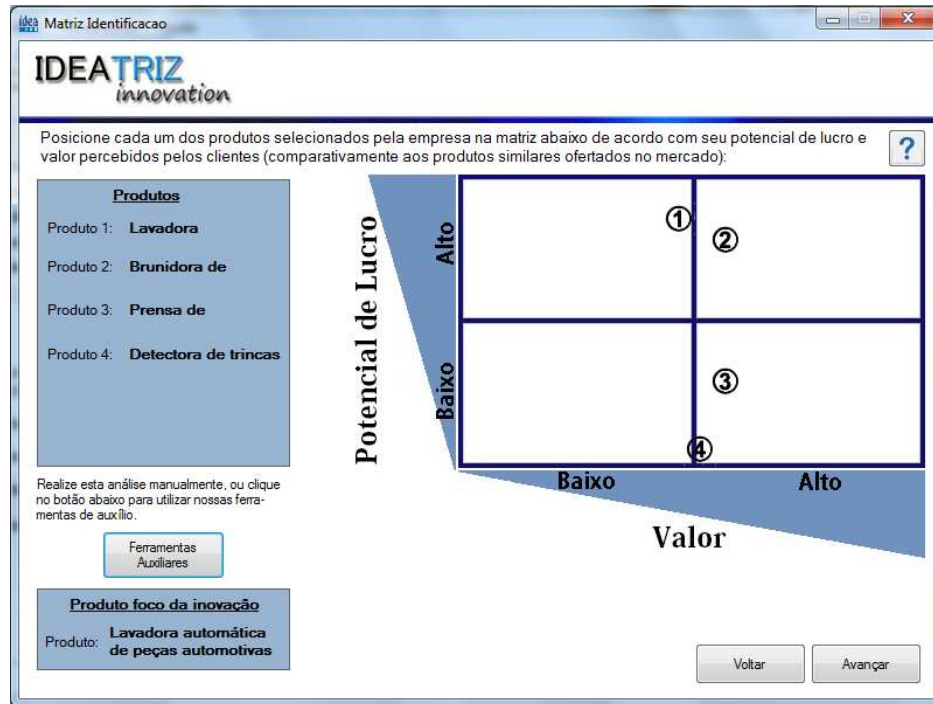 Matriz Identificacao
IDEATRIZ
innovation
Posicione cada um dos produtos selecionados pela empresa na matriz abaixo de acordo com seu potencial de lucro e
valor percebidos pelos clientes (comparativamente aos produtos similares ofertados no mercado):
?
Produtos
Produto 1: Lavadora
Produto 2: Brunidora de
Produto 3: Prensa de
Produto 4: Detectora de trincas
Realize esta análise manualmente, ou clique
no botão abaixo para utilizar nossas ferra-
mentas de auxílio.
Ferramentas
Auxiliares
Produto foco da inovação
Produto: Lavadora automática
de peças automotivas
Potencial de Lucro
Alto
Baixo
1
2
3
4
Baixo
Alto
Valor
Voltar
Avançar